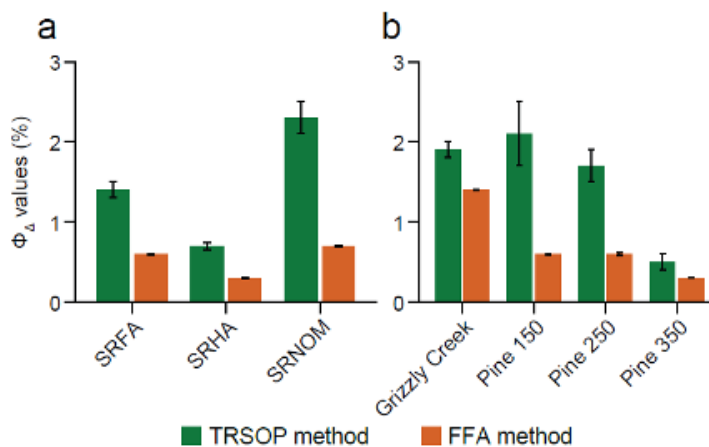 a
b
3
2
1
0
Φ_Δ values (%)
SRFA
SRHA
SRNOM
3
2
1
0
Grizzly Creek
Pine 150
Pine 250
Pine 350
TRSOP method
FFA method